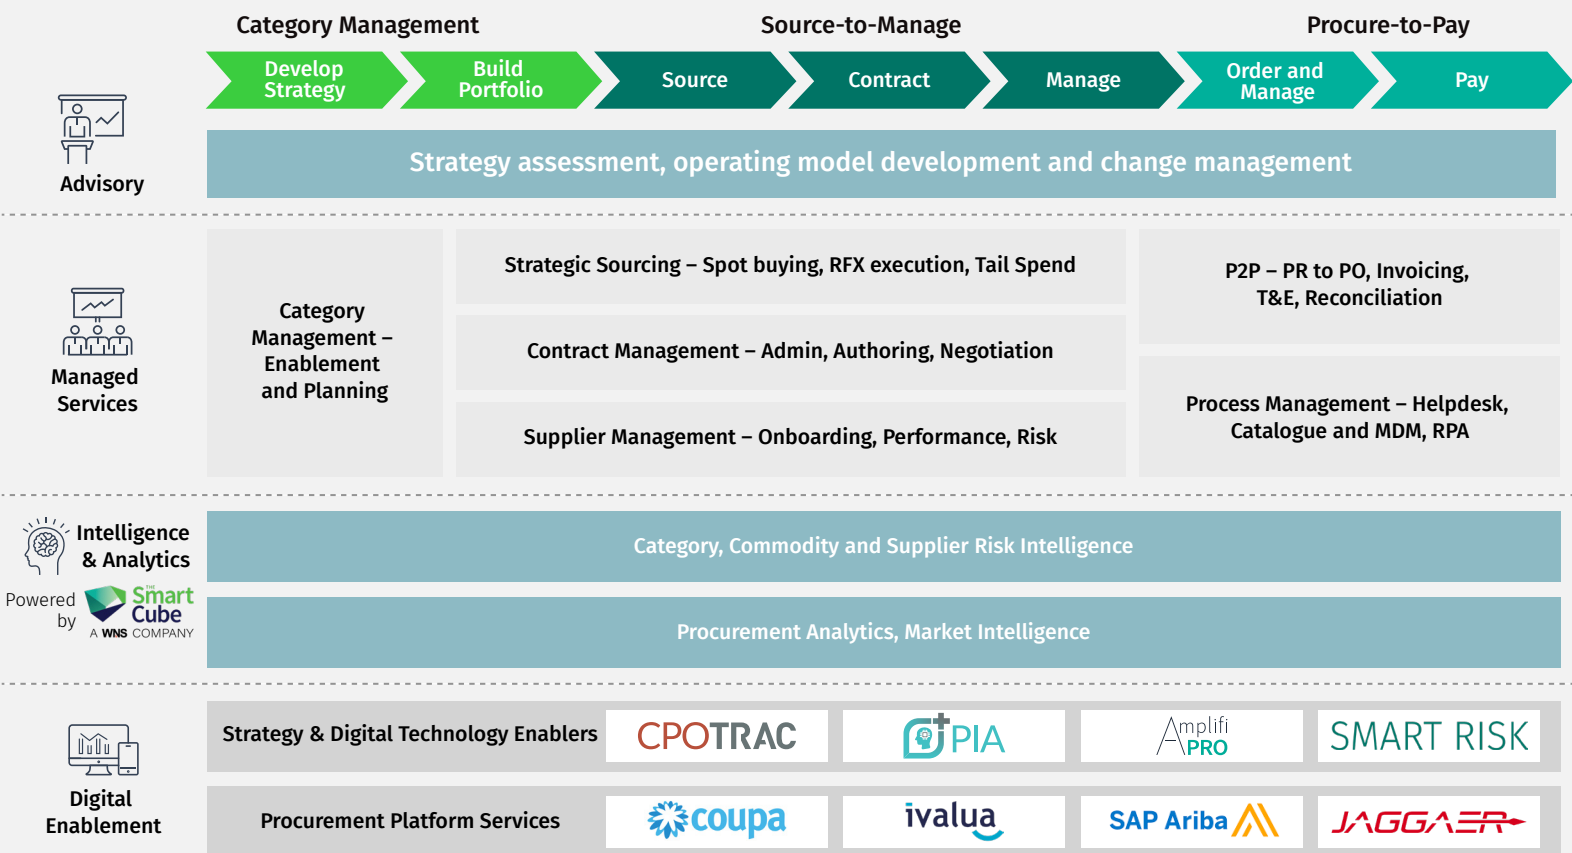 Category Management
Source-to-Manage
Procure-to-Pay
Develop
Strategy
Build
Portfolio
Source
Contract
Manage
Order and
Manage
Pay
Advisory
Strategy assessment, operating model development and change management
Managed
Services
Category
Management –
Enablement
and Planning
Strategic Sourcing – Spot buying, RFX execution, Tail Spend
Contract Management – Admin, Authoring, Negotiation
Supplier Management – Onboarding, Performance, Risk
P2P – PR to PO, Invoicing,
T&E, Reconciliation
Process Management – Helpdesk,
Catalogue and MDM, RPA
Intelligence
& Analytics
Powered
by
THE
Smart
Cube
A WNS COMPANY
Category, Commodity and Supplier Risk Intelligence
Procurement Analytics, Market Intelligence
Digital
Enablement
Strategy & Digital Technology Enablers
CPOTRAC
PIA
Amplifi
PRO
SMART RISK
Procurement Platform Services
coupa
ivalua
SAP Ariba
JAGGAER